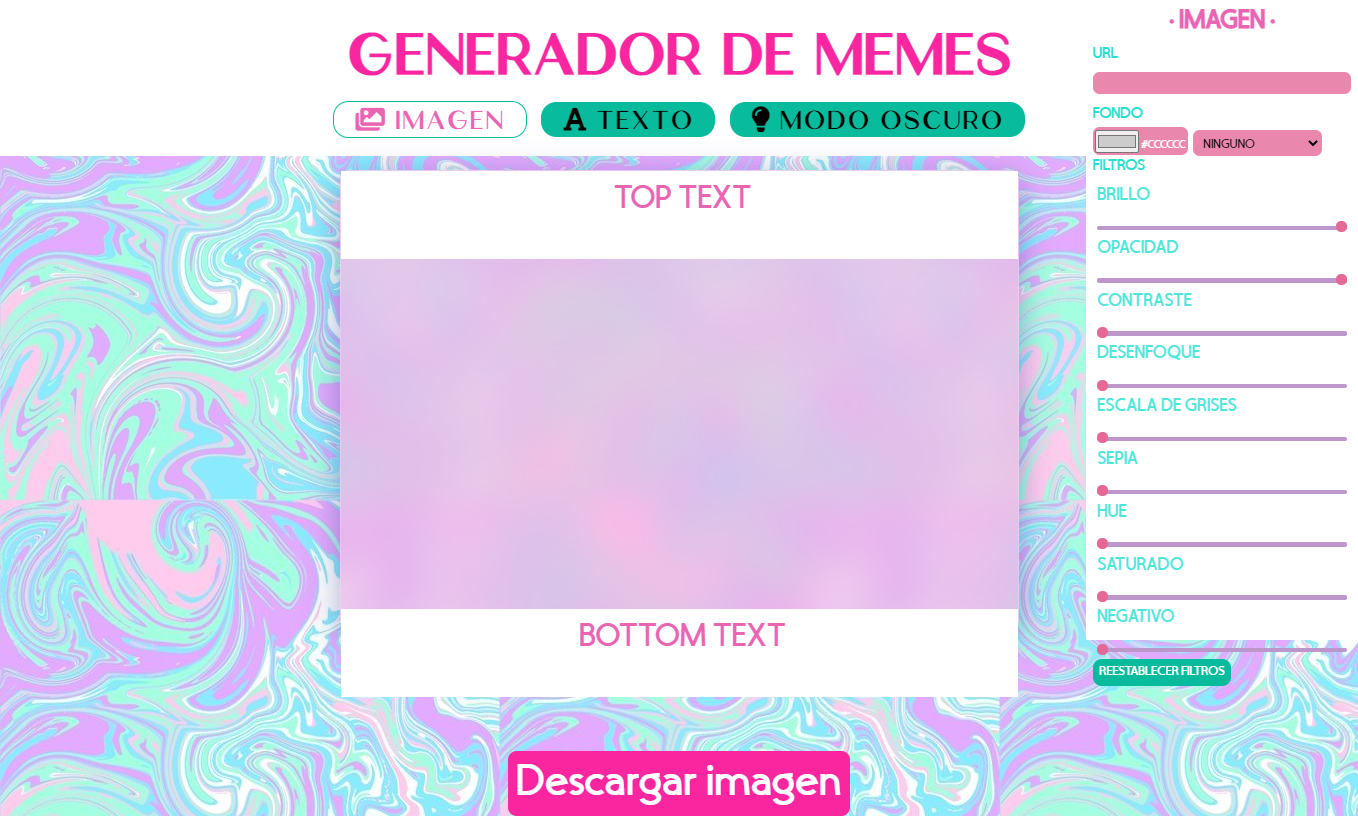 GENERADOR DE MEMES
IMAGEN
TEXTO
MODO OSCURO
TOP TEXT
BOTTOM TEXT
Descargar imagen
· IMAGEN ·
URL
FONDO
#CCCCCC
NINGUNO
FILTROS
BRILLO
OPACIDAD
CONTRASTE
DESENFOQUE
ESCALA DE GRISES
SEPIA
HUE
SATURADO
NEGATIVO
REESTABLECER FILTROS